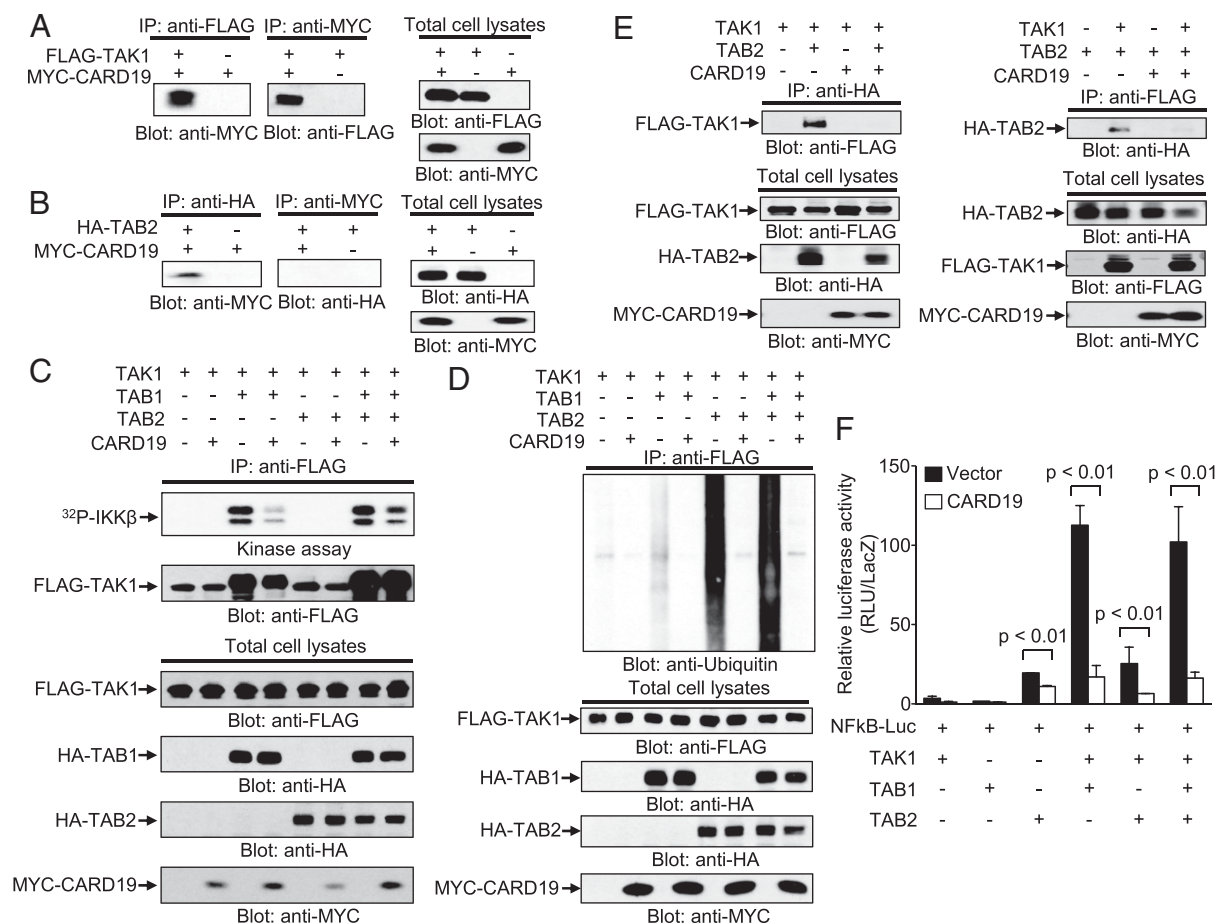 A
IP: anti-FLAG IP: anti-MYC Total cell lysates
FLAG-TAK1 + - + + + + -
MYC-CARD19 + + + - + - +
Blot: anti-MYC Blot: anti-FLAG Blot: anti-FLAG
Blot: anti-MYC
B
IP: anti-HA IP: anti-MYC Total cell lysates
HA-TAB2 + - + + + + -
MYC-CARD19 + + + - + - +
Blot: anti-MYC Blot: anti-HA Blot: anti-HA
Blot: anti-MYC
C
TAK1 + + + + + + + +
TAB1 - - + + - - + +
TAB2 - - - - + + + +
CARD19 - + - + - + - +
IP: anti-FLAG
32P-IKKβ
Kinase assay
FLAG-TAK1
Blot: anti-FLAG
Total cell lysates
FLAG-TAK1
Blot: anti-FLAG
HA-TAB1
Blot: anti-HA
HA-TAB2
Blot: anti-HA
MYC-CARD19
Blot: anti-MYC
D
TAK1 + + + + + + + +
TAB1 - - + + - - + +
TAB2 - - - - + + + +
CARD19 - + - + - + - +
IP: anti-FLAG
Blot: anti-Ubiquitin
Total cell lysates
FLAG-TAK1
Blot: anti-FLAG
HA-TAB1
Blot: anti-HA
HA-TAB2
Blot: anti-HA
MYC-CARD19
Blot: anti-MYC
E
TAK1 + + + +
TAB2 - + - +
CARD19 - - + +
IP: anti-HA
FLAG-TAK1
Blot: anti-FLAG
Total cell lysates
FLAG-TAK1
Blot: anti-FLAG
HA-TAB2
Blot: anti-HA
MYC-CARD19
Blot: anti-MYC
TAK1 - + - +
TAB2 + + + +
CARD19 - - + +
IP: anti-FLAG
HA-TAB2
Blot: anti-HA
Total cell lysates
HA-TAB2
Blot: anti-HA
FLAG-TAK1
Blot: anti-FLAG
MYC-CARD19
Blot: anti-MYC
F
Relative luciferase activity
(RLU/LacZ)
150
100
50
0
Vector
CARD19
p < 0.01
p < 0.01
p < 0.01
p < 0.01
NFkB-Luc + + + + + +
TAK1 + - - + + +
TAB1 - + - + - +
TAB2 - - + - + +